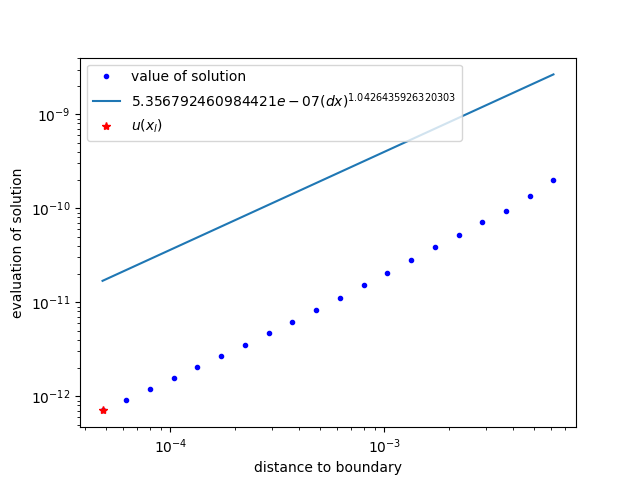 value of solution
5.356792460984421e − 07(dx)^1.0426435926320303
u(x_l)
10^−9
10^−10
10^−11
10^−12
evaluation of solution
10^−4
10^−3
distance to boundary